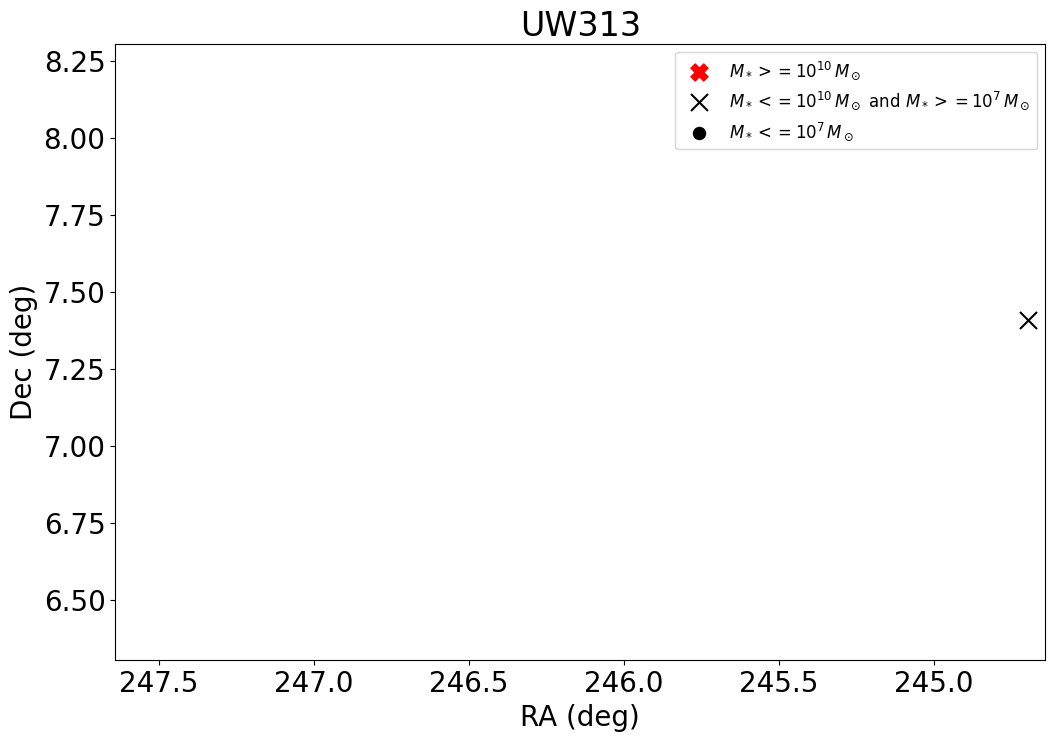 UW313
8.25
8.00
7.75
7.50
7.25
7.00
6.75
6.50
Dec (deg)
M* >= 10^10 M⊙
M* <= 10^10 M⊙ and M* >= 10^7 M⊙
M* <= 10^7 M⊙
247.5 247.0 246.5 246.0 245.5 245.0
RA (deg)